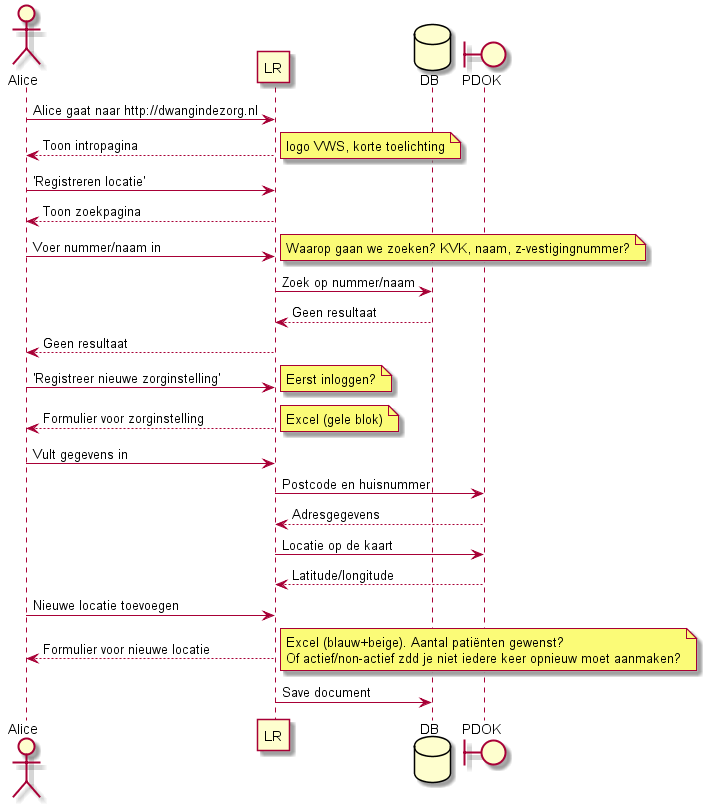 Alice
LR
DB
PDOK
Alice gaat naar http://dwangindezorg.nl
Toon intropagina
logo VWS, korte toelichting
'Registreren locatie'
Toon zoekpagina
Voer nummer/naam in
Waarop gaan we zoeken? KVK, naam, z-vestigingnummer?
Zoek op nummer/naam
Geen resultaat
Geen resultaat
'Registreer nieuwe zorginstelling'
Eerst inloggen?
Formulier voor zorginstelling
Excel (gele blok)
Vult gegevens in
Postcode en huisnummer
Adresgegevens
Locatie op de kaart
Latitude/longitude
Nieuwe locatie toevoegen
Formulier voor nieuwe locatie
Excel (blauw+beige). Aantal patiënten gewenst?
Of actief/non-actief zdd je niet iedere keer opnieuw moet aanmaken?
Save document
Alice
LR
DB
PDOK